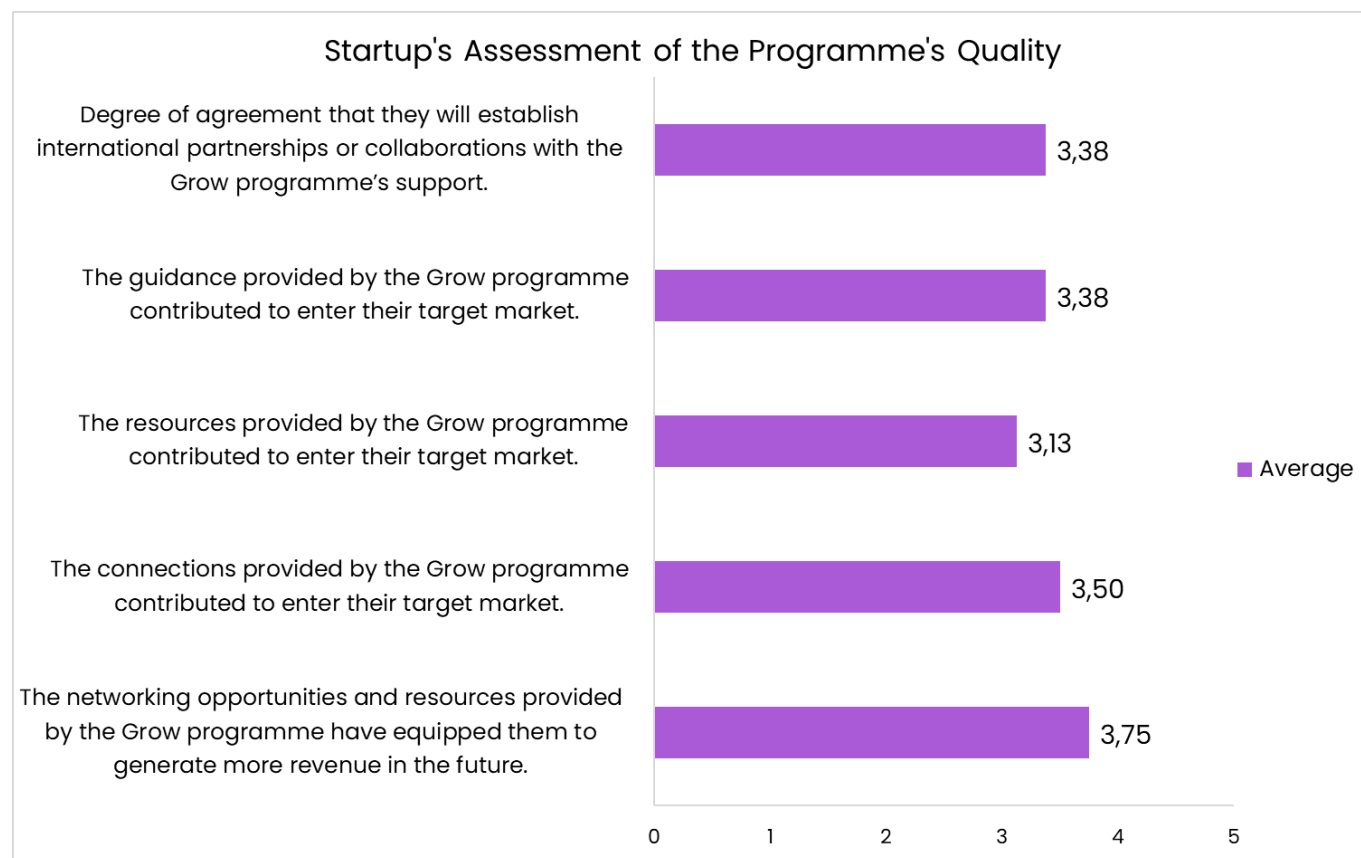 Startup's Assessment of the Programme's Quality
Degree of agreement that they will establish
international partnerships or collaborations with the
Grow programme’s support.
3,38
The guidance provided by the Grow programme
contributed to enter their target market.
3,38
The resources provided by the Grow programme
contributed to enter their target market.
3,13
The connections provided by the Grow programme
contributed to enter their target market.
3,50
The networking opportunities and resources provided
by the Grow programme have equipped them to
generate more revenue in the future.
3,75
0 1 2 3 4 5
Average